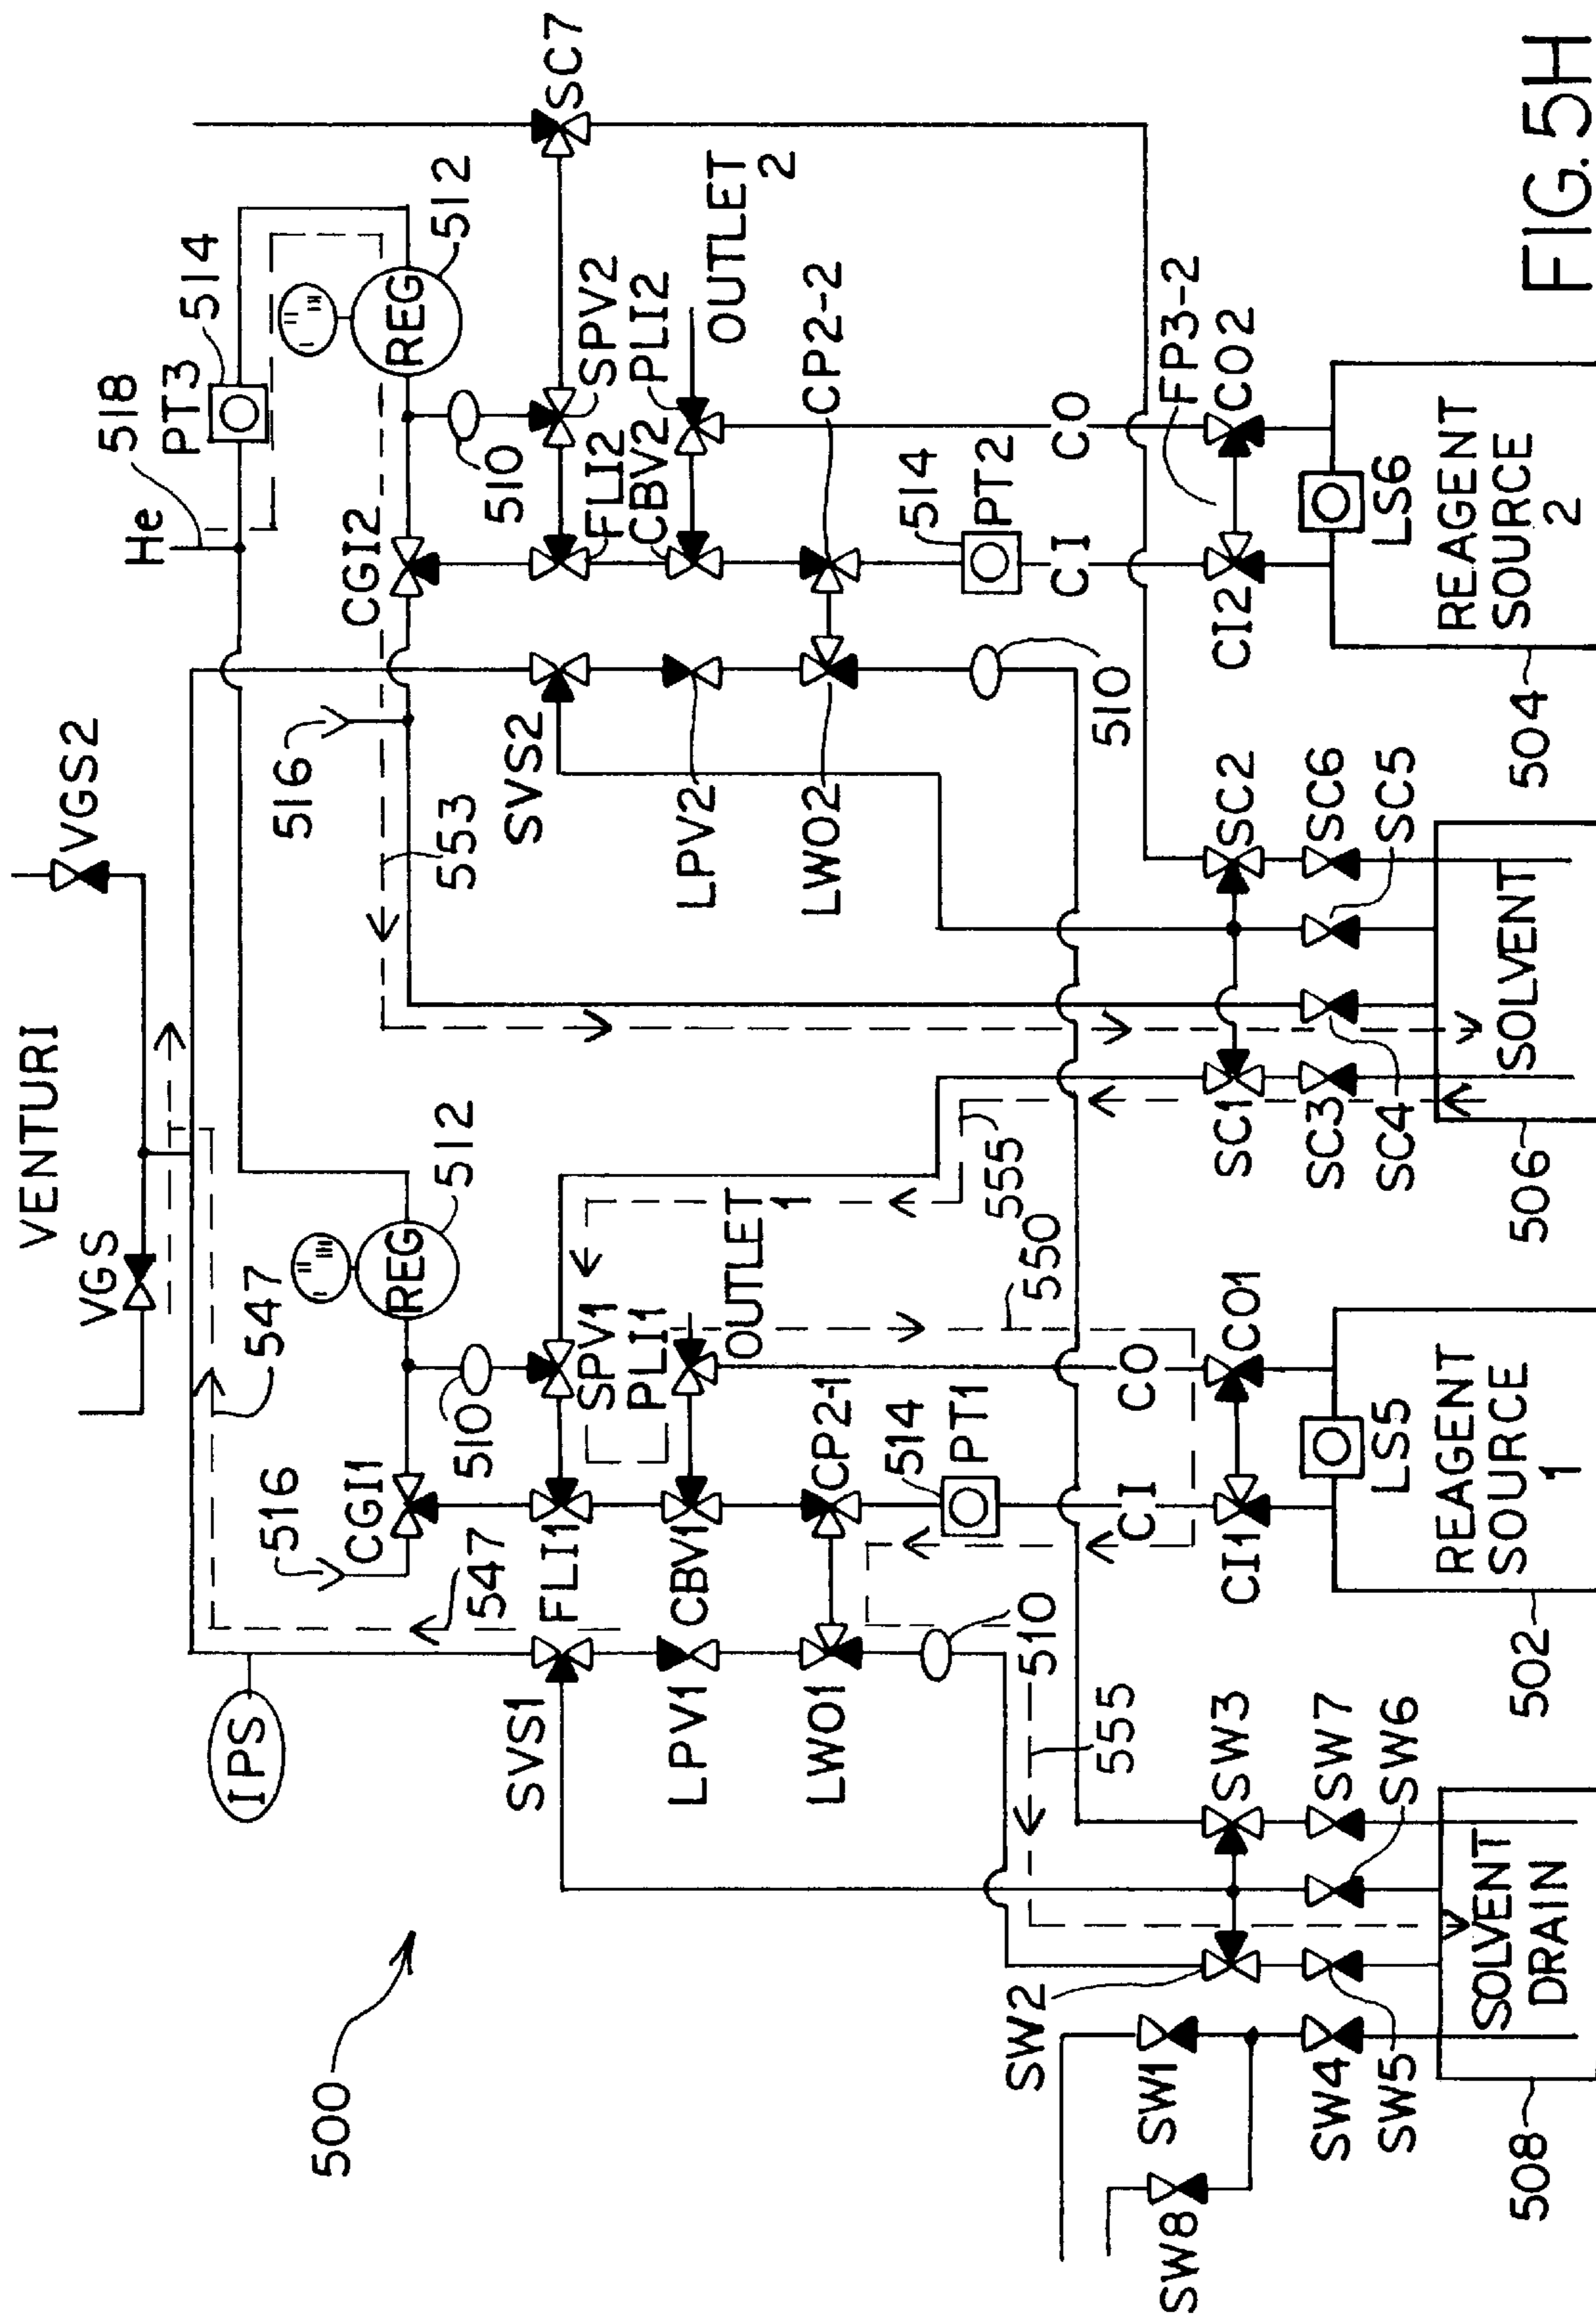 VENTURI
VGS
VGS2
He
518
PT3
514
547
516
REG
512
REG
512
IPS
516
CGI1
CGI2
553
510
510
SC7
547
SVS1
FLI1
SPV1
PLI1
SVS2
FLI2
CBV2
SPV2
PLI2
OUTLET
1
OUTLET
2
LPV1
CBV1
LPV2
LWO1
CP2-1
LWO2
CP2-2
514
PT1
514
PT2
510
510
555
550
555
CI
CO
CI
CO
FP3-2
500
SW2
SW1
SW8
SW3
CI1
CO1
SC1
SC2
CI2
CO2
SW4
SW5
SW7
SW6
LS5
SC3
SC4
SC6
SC5
LS6
SOLVENT
DRAIN
REAGENT
SOURCE
1
SOLVENT
REAGENT
SOURCE
2
508
502
506
504
FIG. 5H